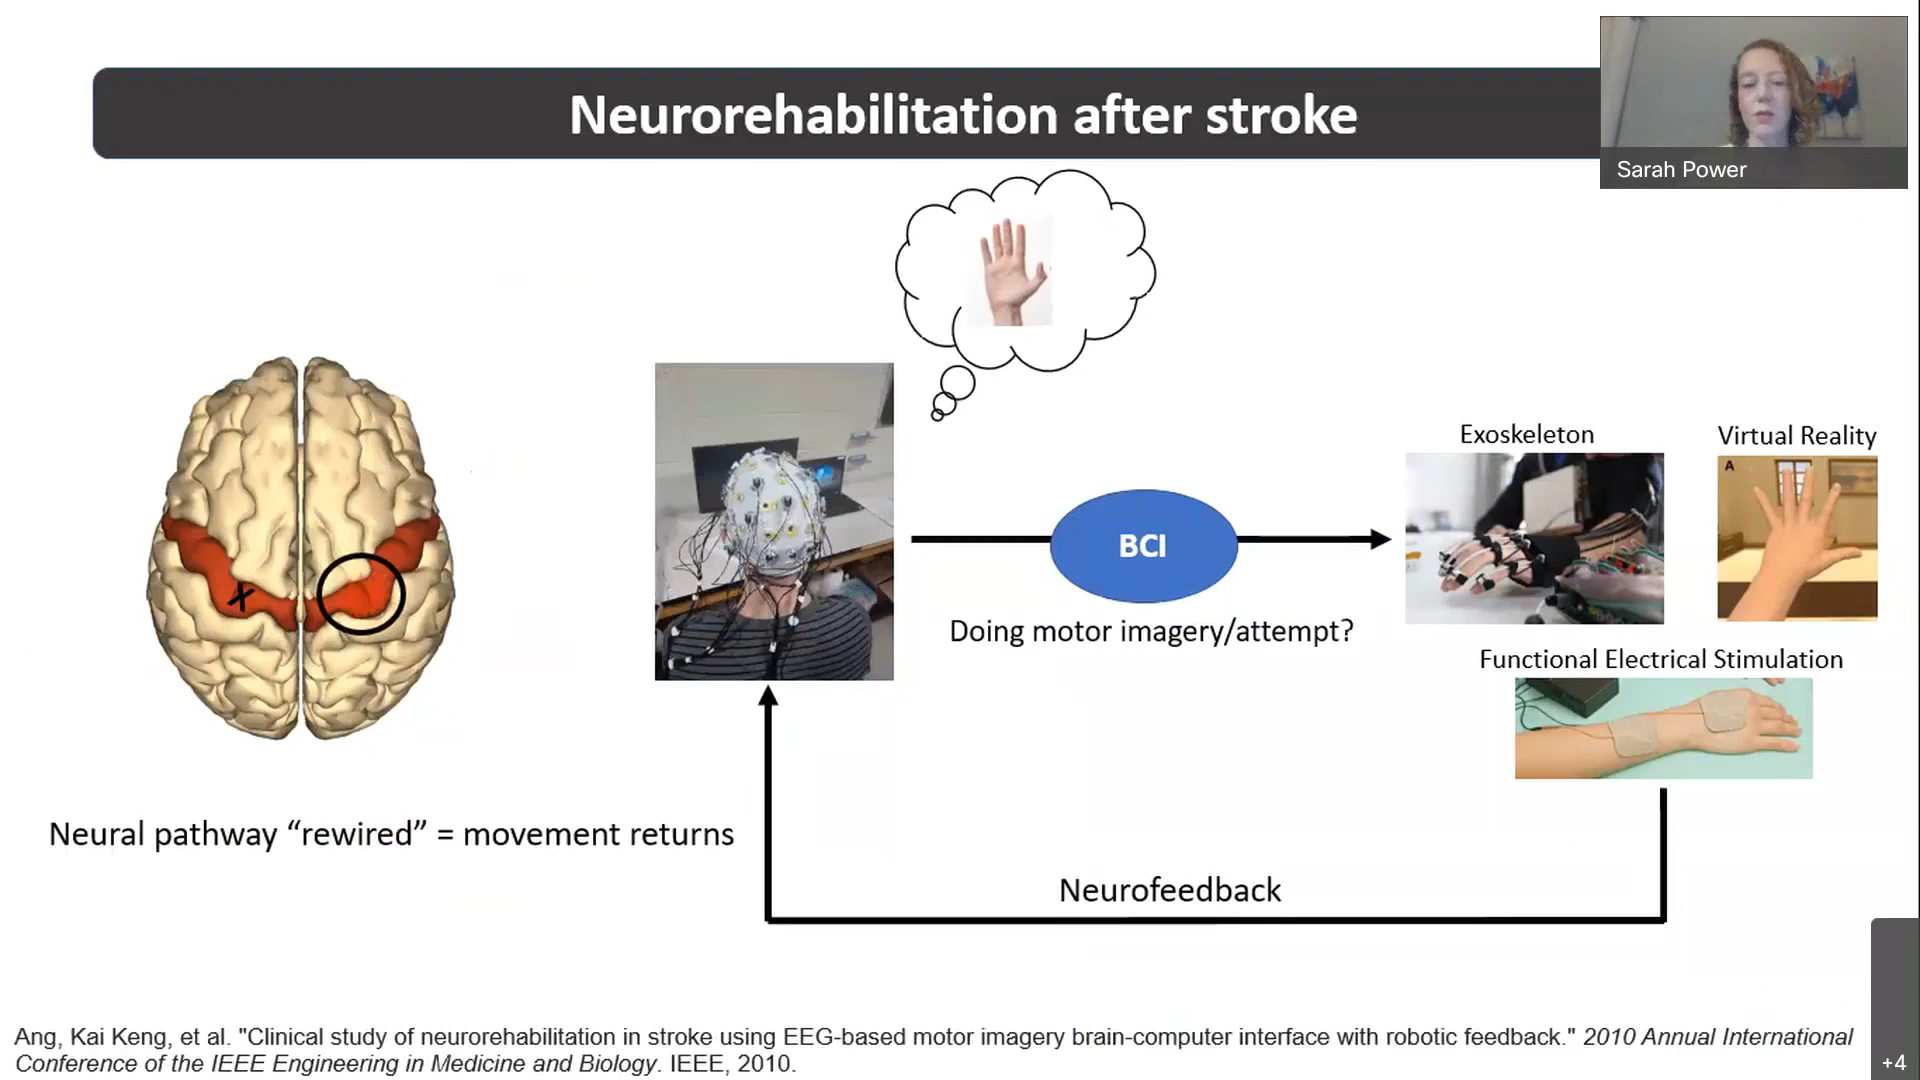 Neurorehabilitation after stroke
Sarah Power
Exoskeleton
Virtual Reality
A
X
BCI
Doing motor imagery/attempt?
Functional Electrical Stimulation
Neural pathway “rewired” = movement returns
Neurofeedback
Ang, Kai Keng, et al. "Clinical study of neurorehabilitation in stroke using EEG-based motor imagery brain-computer interface with robotic feedback." 2010 Annual International
Conference of the IEEE Engineering in Medicine and Biology. IEEE, 2010.
+4